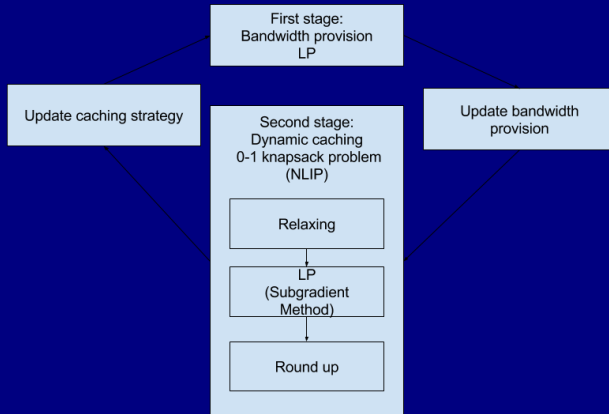 First stage:
Bandwidth provision
LP
Update caching strategy
Update bandwidth
provision
Second stage:
Dynamic caching
0-1 knapsack problem
(NLIP)
Relaxing
LP
(Subgradient
Method)
Round up